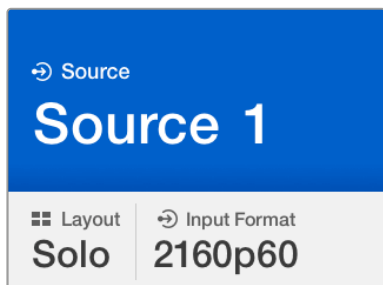 Source
Source 1
Layout
Input Format
Solo
2160p60